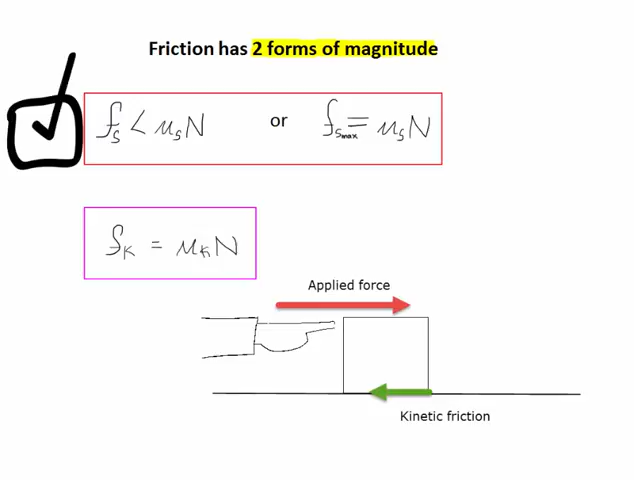 Friction has 2 forms of magnitude
fs < μsN or fsmax = μsN
fK = μKN
Applied force
Kinetic friction